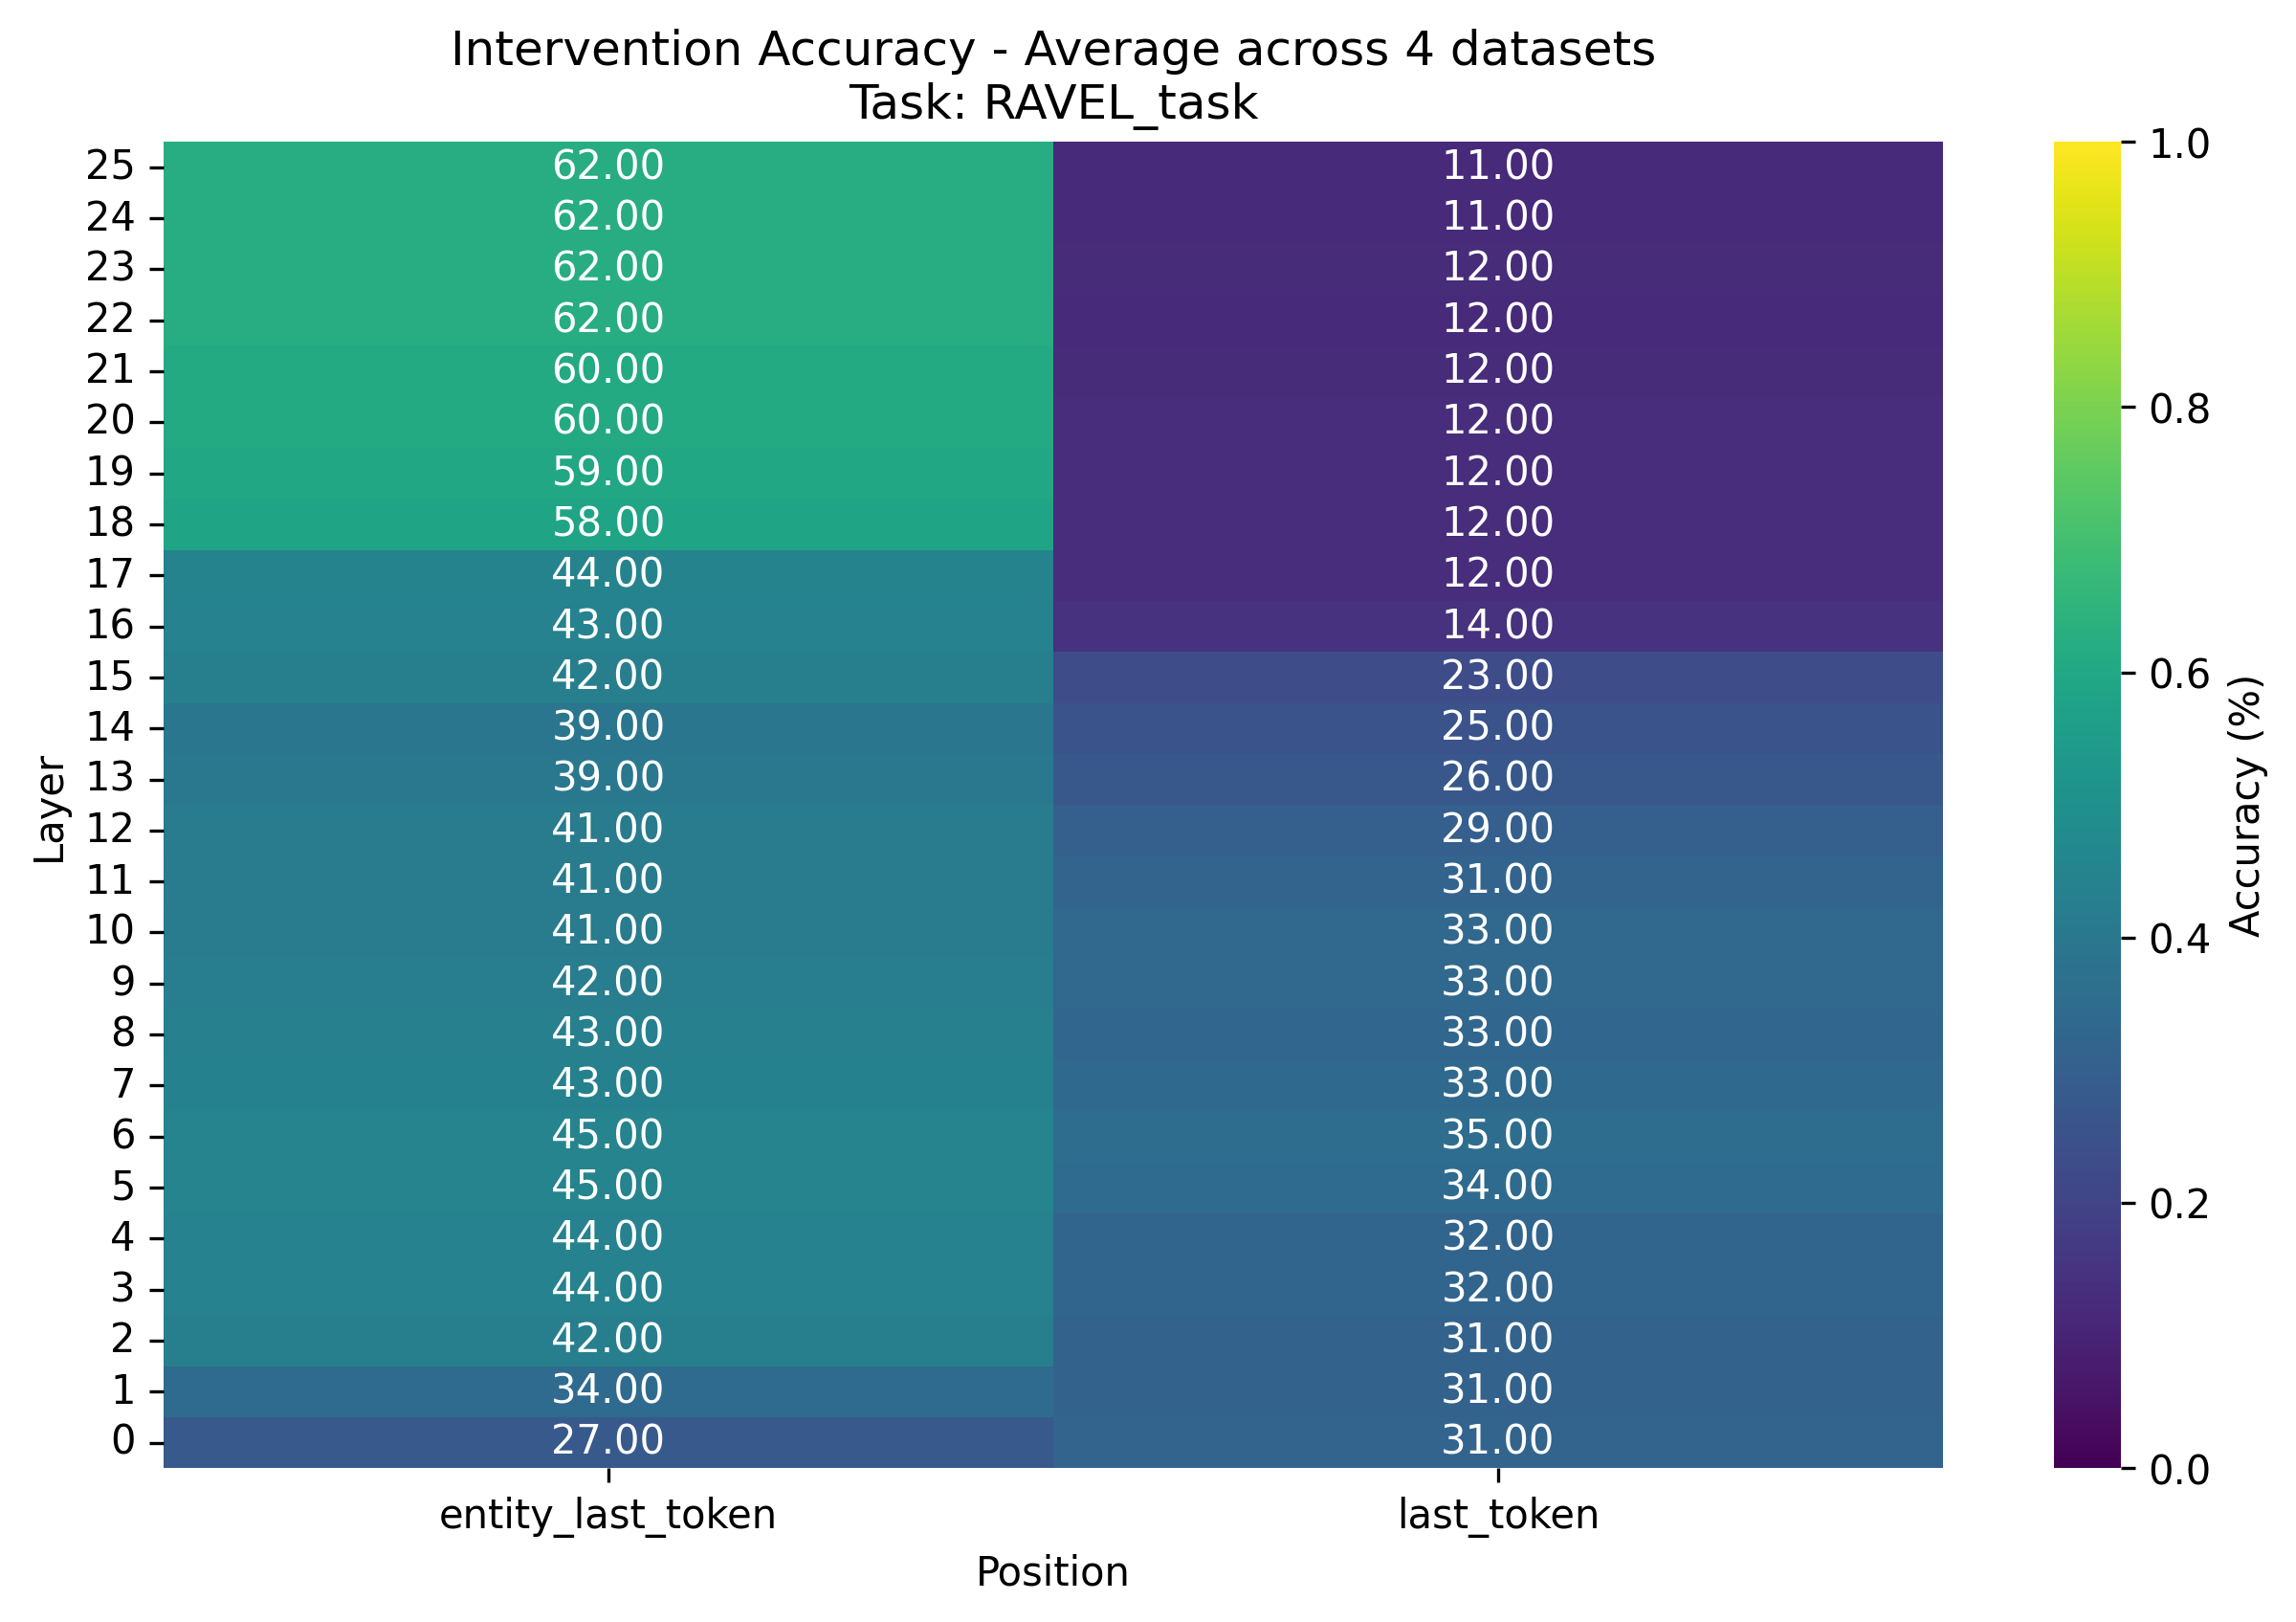 Intervention Accuracy - Average across 4 datasets
Task: RAVEL_task
25 62.00 11.00
24 62.00 11.00
23 62.00 12.00
22 62.00 12.00
21 60.00 12.00
20 60.00 12.00
19 59.00 12.00
18 58.00 12.00
17 44.00 12.00
16 43.00 14.00
15 42.00 23.00
14 39.00 25.00
13 39.00 26.00
12 41.00 29.00
11 41.00 31.00
10 41.00 33.00
9 42.00 33.00
8 43.00 33.00
7 43.00 33.00
6 45.00 35.00
5 45.00 34.00
4 44.00 32.00
3 44.00 32.00
2 42.00 31.00
1 34.00 31.00
0 27.00 31.00
Layer
entity_last_token last_token
Position
1.0
0.8
0.6
0.4
0.2
0.0
Accuracy (%)